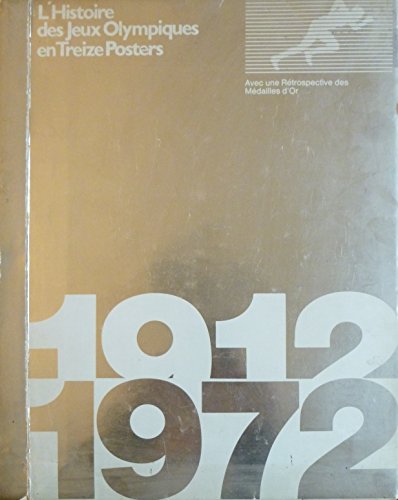 L'Histoire
des Jeux Olympiques
en Treize Posters
Avec une Rétrospective des
Médailles d'Or
1912
1972